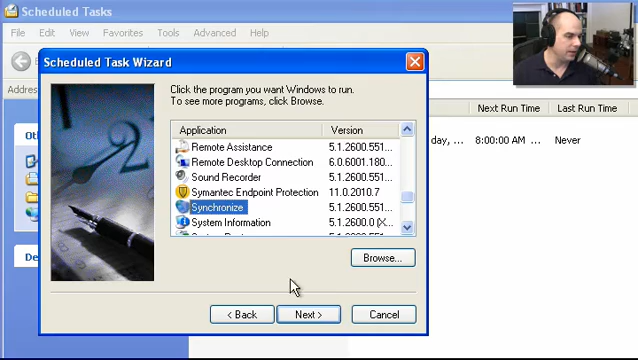 Scheduled Tasks
File Edit View Favorites Tools Advanced Help
Back
Address
Next Run Time Last Run Time
day, ... 8:00:00 AM ... Never
Scheduled Task Wizard
Click the program you want Windows to run.
To see more programs, click Browse.
Application Version
Remote Assistance 5.1.2600.551...
Remote Desktop Connection 6.0.6001.180...
Sound Recorder 5.1.2600.551...
Symantec Endpoint Protection 11.0.2010.7
Synchronize 5.1.2600.551...
System Information 5.1.2600.0 (X...
Browse...
< Back Next > Cancel